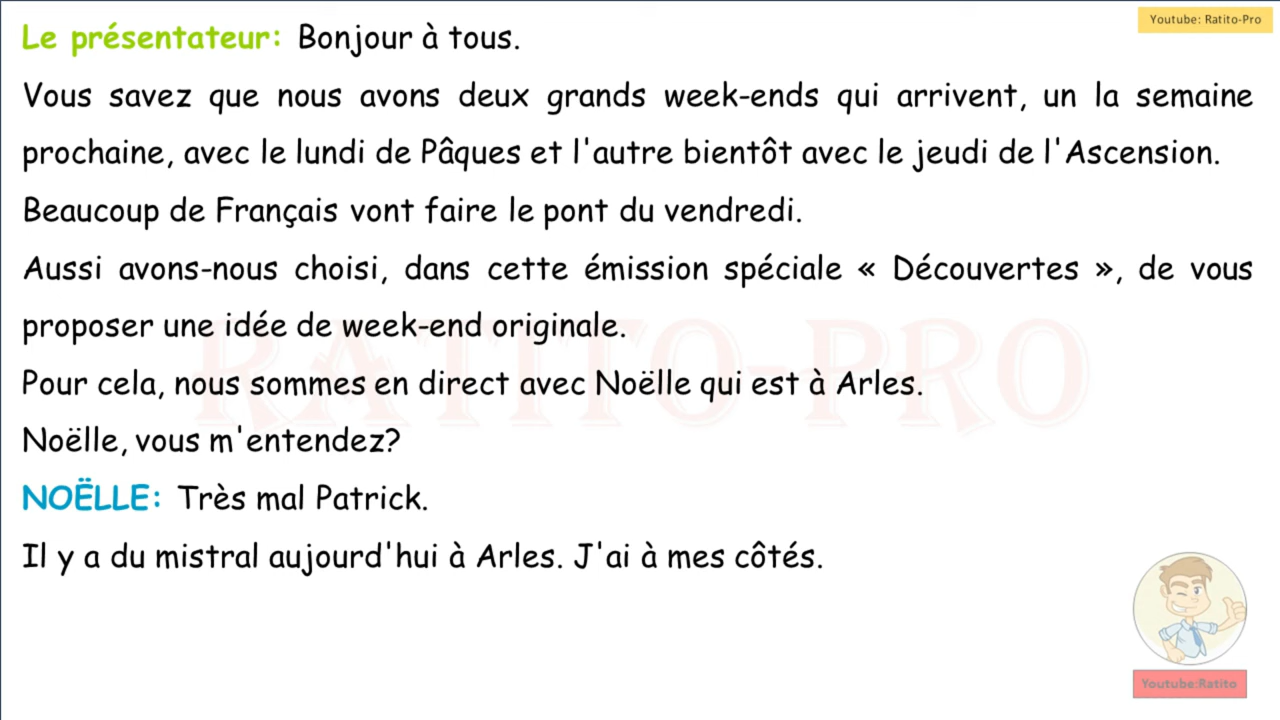 Youtube: Ratito-Pro
Le présentateur: Bonjour à tous.
Vous savez que nous avons deux grands week-ends qui arrivent, un la semaine
prochaine, avec le lundi de Pâques et l'autre bientôt avec le jeudi de l'Ascension.
Beaucoup de Français vont faire le pont du vendredi.
Aussi avons-nous choisi, dans cette émission spéciale « Découvertes », de vous
proposer une idée de week-end originale.
Pour cela, nous sommes en direct avec Noëlle qui est à Arles.
Noëlle, vous m'entendez?
NOËLLE: Très mal Patrick.
Il y a du mistral aujourd'hui à Arles. J'ai à mes côtés.
RATITO-PRO
Youtube:Ratito